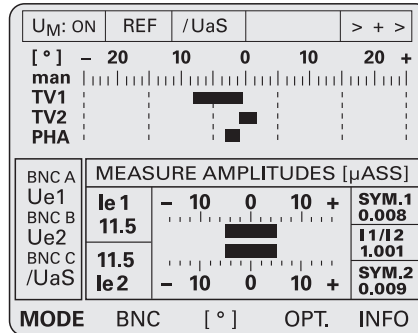 UM: ON REF /UaS > + >
[ ° ] – 20 10 0 10 20 +
man
TV1
TV2
PHA
BNC A
Ue1
BNC B
Ue2
BNC C
/UaS
MEASURE AMPLITUDES [µASS]
Ie 1
11.5
– 10 0 10 +
11.5
Ie 2
– 10 0 10 +
SYM.1
0.008
I1/I2
1.001
SYM.2
0.009
MODE BNC [ ° ] OPT. INFO